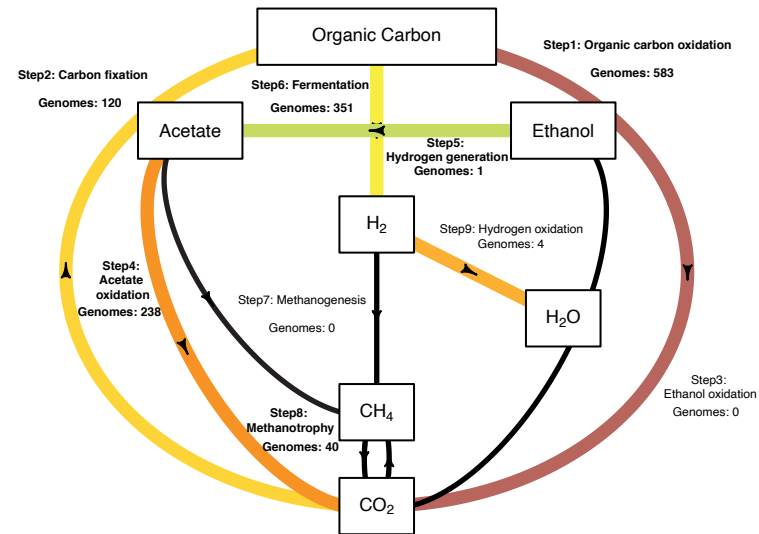 Organic Carbon
Step1: Organic carbon oxidation
Genomes: 583
Step2: Carbon fixation
Genomes: 120
Step6: Fermentation
Genomes: 351
Acetate
Ethanol
Step5:
Hydrogen generation
Genomes: 1
H₂
Step9: Hydrogen oxidation
Genomes: 4
Step4:
Acetate
oxidation
Genomes: 238
Step7: Methanogenesis
Genomes: 0
H₂O
Step3:
Ethanol oxidation
Genomes: 0
CH₄
Step8:
Methanotrophy
Genomes: 40
CO₂